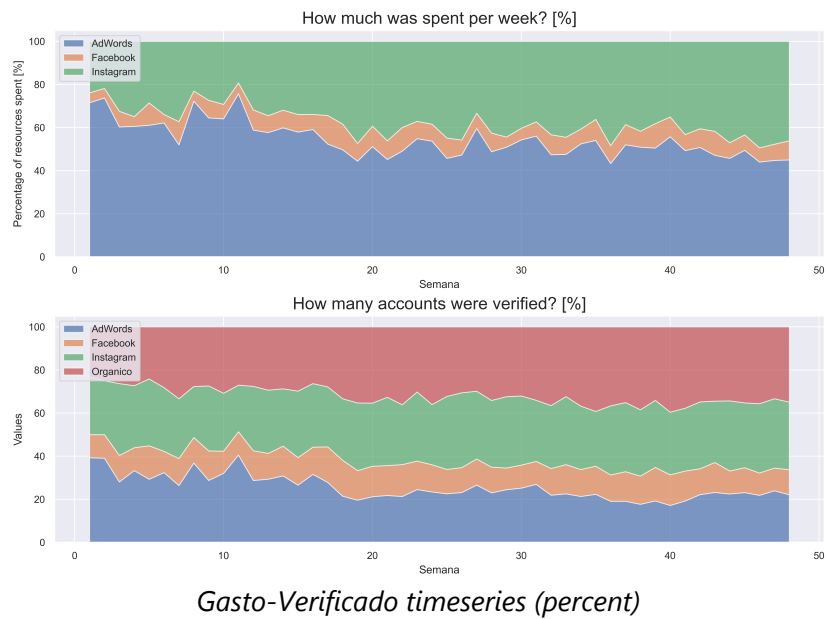 How much was spent per week? [%]
Percentage of resources spent [%]
100
80
60
40
20
0
AdWords
Facebook
Instagram
0 10 20 30 40 50
Semana
How many accounts were verified? [%]
Values
100
80
60
40
20
0
AdWords
Facebook
Instagram
Organico
0 10 20 30 40 50
Semana
Gasto-Verificado timeseries (percent)